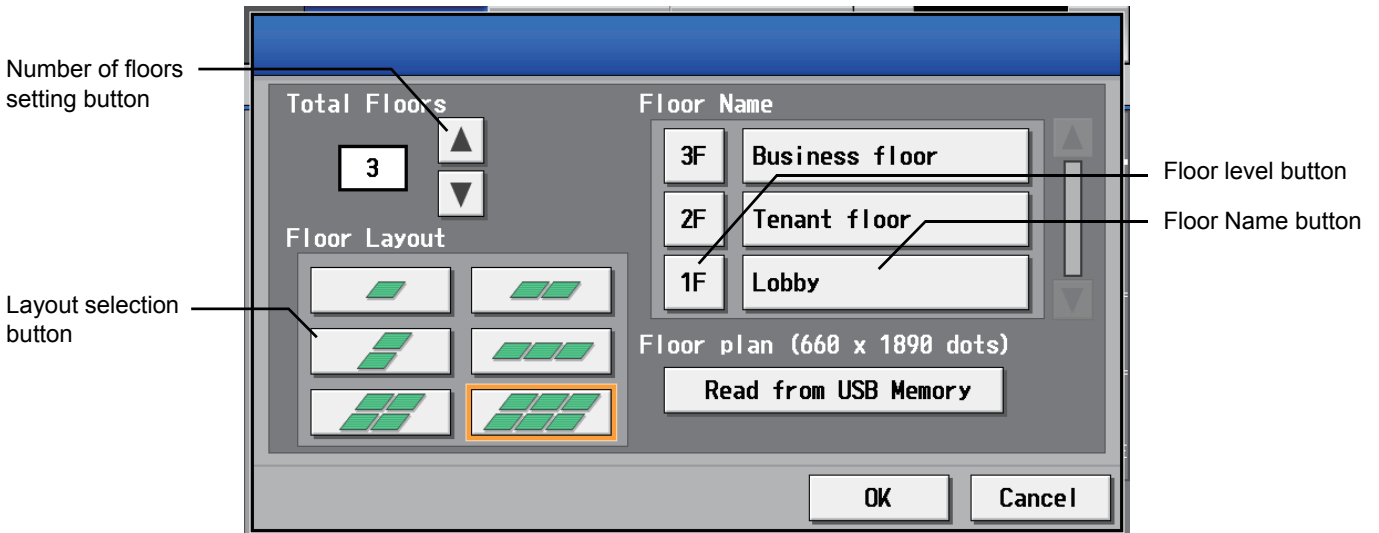 Number of floors
setting button
Total Floors
3
Floor Layout
Layout selection
button
Floor Name
3F Business floor
2F Tenant floor
1F Lobby
Floor level button
Floor Name button
Floor plan (660 x 1890 dots)
Read from USB Memory
OK Cancel